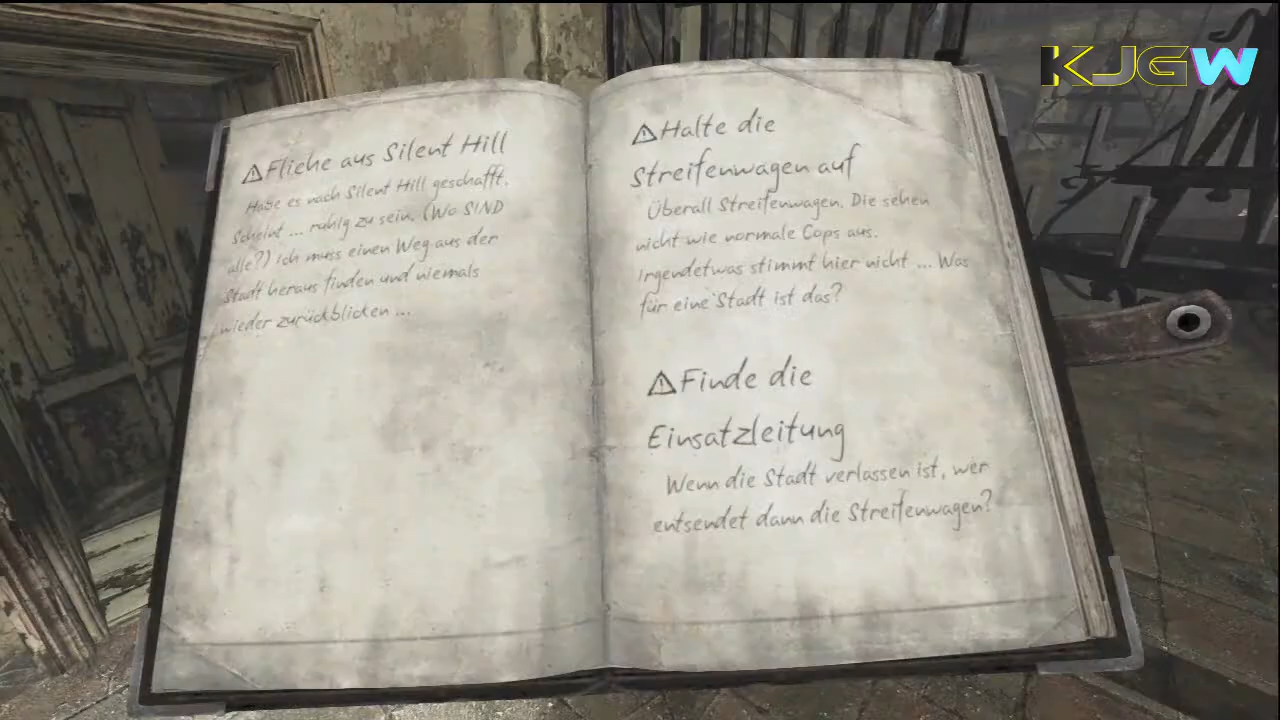 KJGW
Fliehe aus Silent Hill
Habe es nach Silent Hill geschafft.
Scheint ... ruhig zu sein. (Wo SIND
alle?) Ich muss einen Weg aus der
Stadt heraus finden und niemals
wieder zurückblicken ...
Halte die
Streifenwagen auf
Überall Streifenwagen. Die sehen
nicht wie normale Cops aus.
Irgendetwas stimmt hier nicht ... Was
für eine Stadt ist das?
Finde die
Einsatzleitung
Wenn die Stadt verlassen ist, wer
entsendet dann die Streifenwagen?